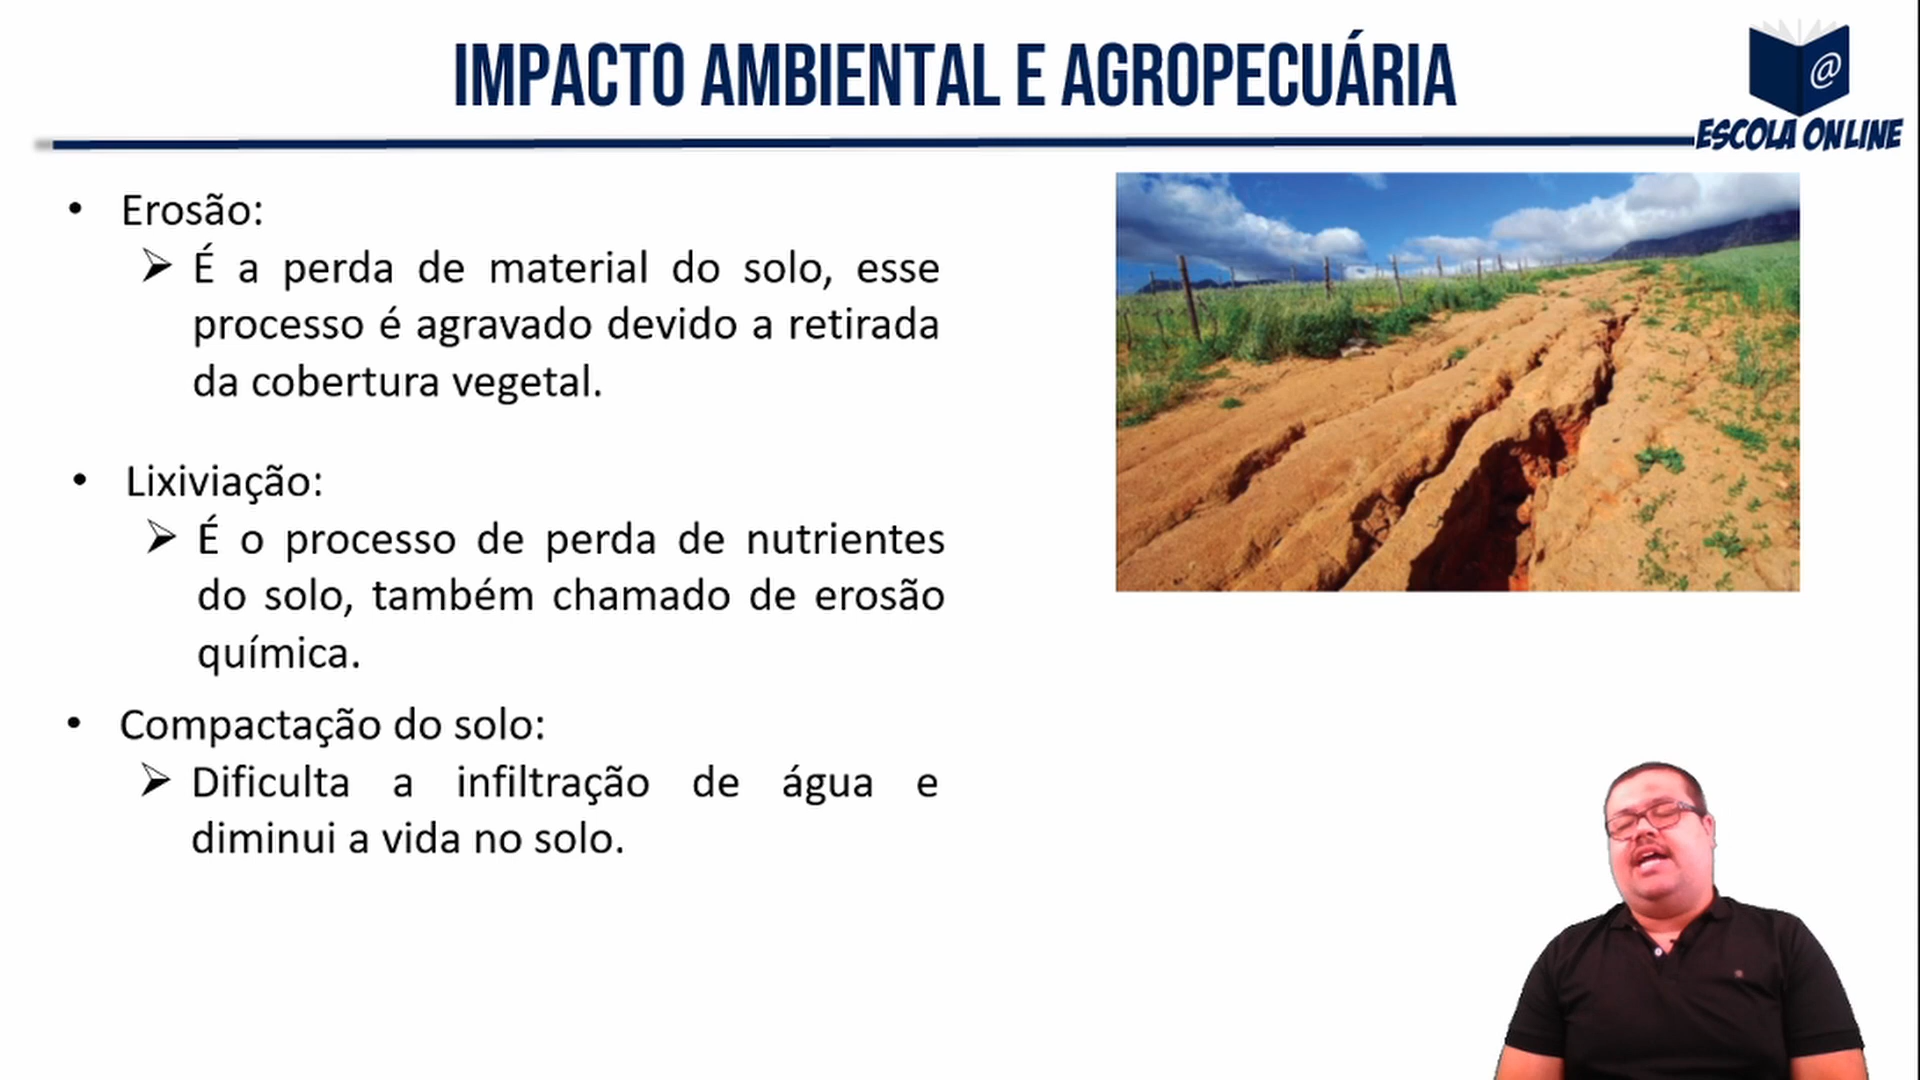 IMPACTO AMBIENTAL E AGROPECUÁRIA
@
ESCOLA ONLINE
• Erosão:
➢ É a perda de material do solo, esse
processo é agravado devido a retirada
da cobertura vegetal.
• Lixiviação:
➢ É o processo de perda de nutrientes
do solo, também chamado de erosão
química.
• Compactação do solo:
➢ Dificulta a infiltração de água e
diminui a vida no solo.